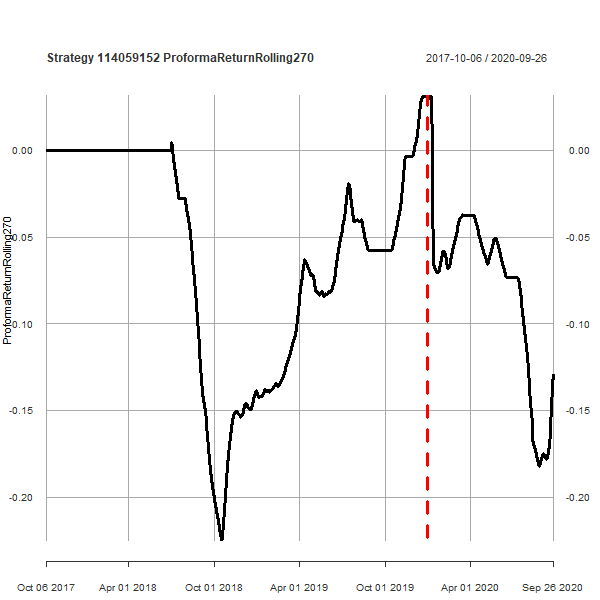 Strategy 114059152 ProformaReturnRolling270 2017-10-06 / 2020-09-26
0.00 0.00
-0.05 -0.05
ProformaReturnRolling270
-0.10 -0.10
-0.15 -0.15
-0.20 -0.20
Oct 06 2017 Apr 01 2018 Oct 01 2018 Apr 01 2019 Oct 01 2019 Apr 01 2020 Sep 26 2020